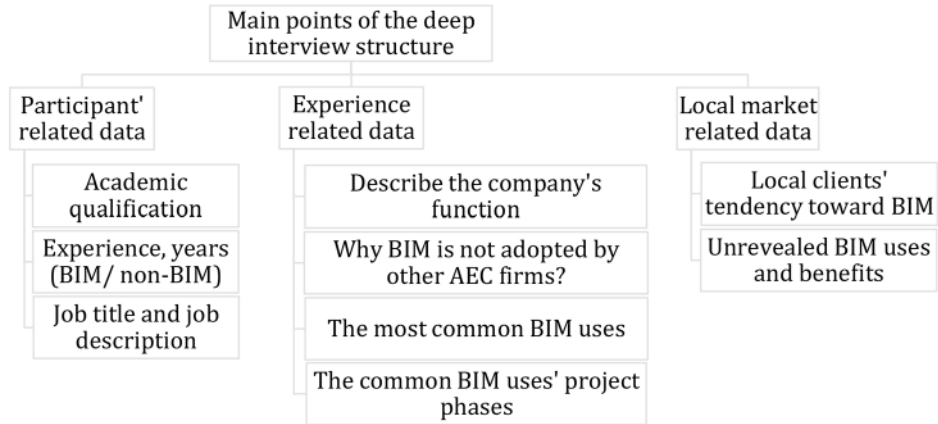 Main points of the deep
interview structure
Participant'
related data
Academic
qualification
Experience, years
(BIM/ non-BIM)
Job title and job
description
Experience
related data
Describe the company's
function
Why BIM is not adopted by
other AEC firms?
The most common BIM uses
The common BIM uses' project
phases
Local market
related data
Local clients'
tendency toward BIM
Unrevealed BIM uses
and benefits